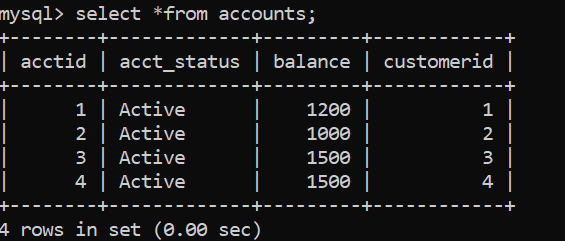 mysql> select *from accounts;
+--------+-------------+---------+------------+
| acctid | acct_status | balance | customerid |
+--------+-------------+---------+------------+
|      1 | Active      |    1200 |          1 |
|      2 | Active      |    1000 |          2 |
|      3 | Active      |    1500 |          3 |
|      4 | Active      |    1500 |          4 |
+--------+-------------+---------+------------+
4 rows in set (0.00 sec)